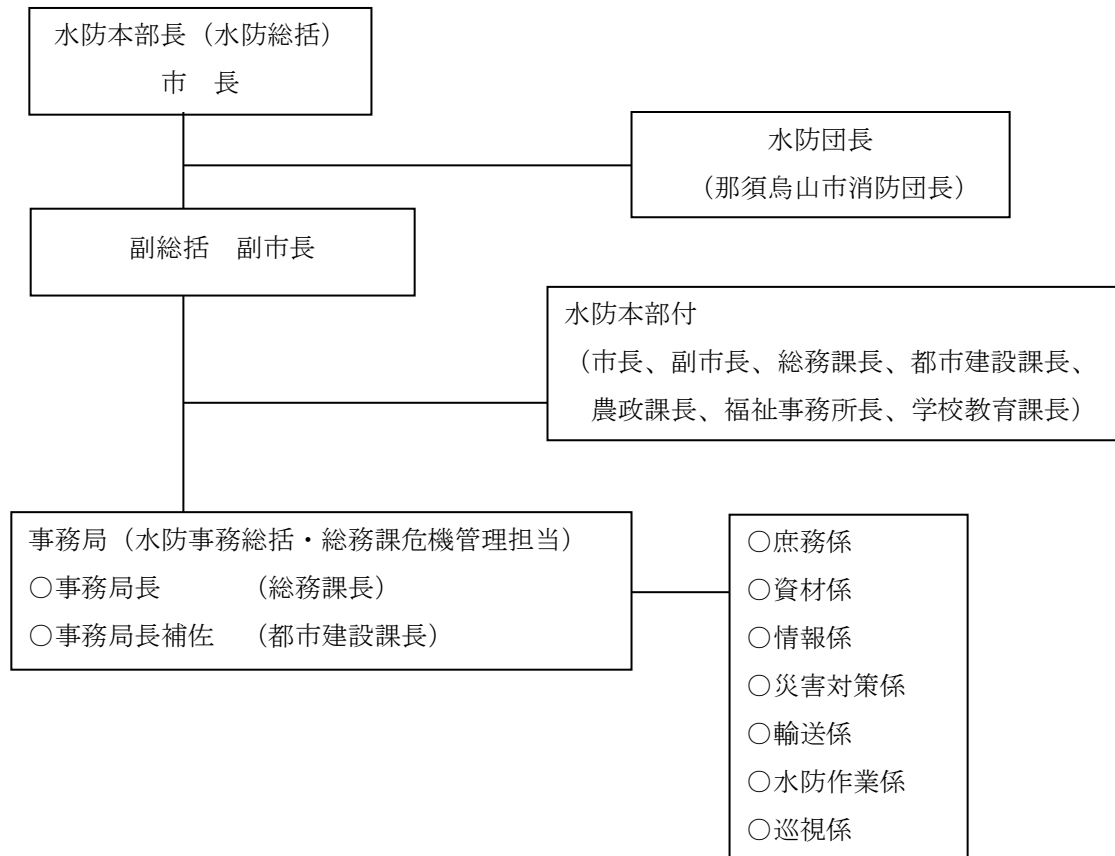 水防本部長（水防総括）
市　長
水防団長
（那須烏山市消防団長）
副総括　副市長
水防本部付
（市長、副市長、総務課長、都市建設課長、
農政課長、福祉事務所長、学校教育課長）
事務局（水防事務総括・総務課危機管理担当）
○事務局長　　　（総務課長）
○事務局長補佐　（都市建設課長）
○庶務係
○資材係
○情報係
○災害対策係
○輸送係
○水防作業係
○巡視係